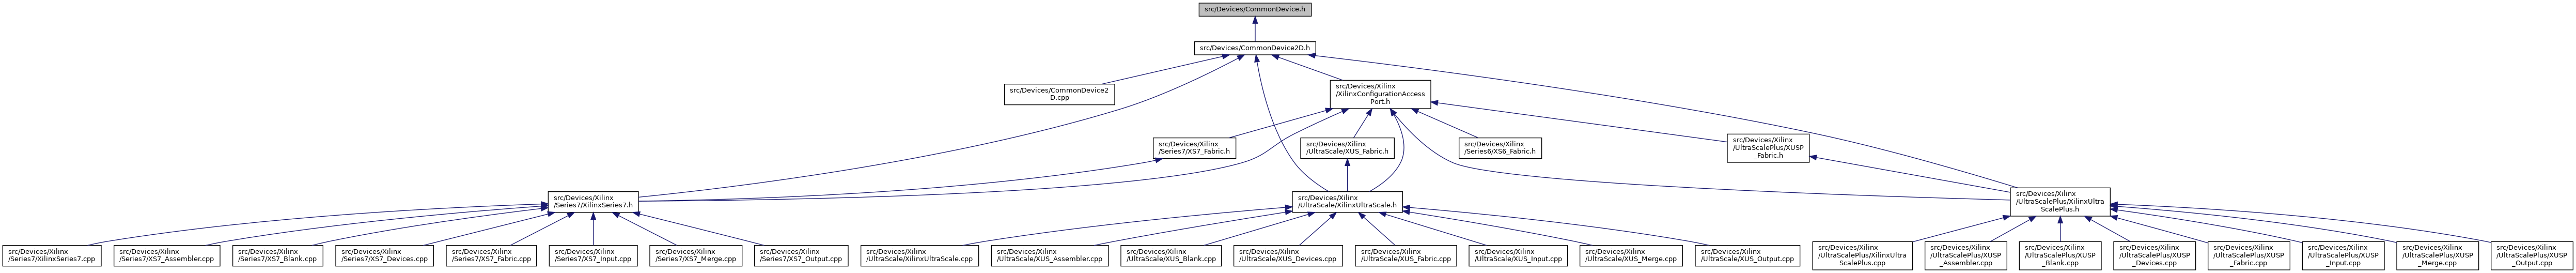 src/Devices/CommonDevice.h
src/Devices/CommonDevice2D.h
src/Devices/CommonDevice2
D.cpp
src/Devices/Xilinx
/XilinxConfigurationAccess
Port.h
src/Devices/Xilinx
/Series7/XS7_Fabric.h
src/Devices/Xilinx
/UltraScale/XUS_Fabric.h
src/Devices/Xilinx
/Series6/XS6_Fabric.h
src/Devices/Xilinx
/UltraScalePlus/XUSP
_Fabric.h
src/Devices/Xilinx
/Series7/XilinxSeries7.h
src/Devices/Xilinx
/UltraScale/XilinxUltraScale.h
src/Devices/Xilinx
/UltraScalePlus/XilinxUltra
ScalePlus.h
src/Devices/Xilinx
/Series7/XilinxSeries7.cpp
src/Devices/Xilinx
/Series7/XS7_Assembler.cpp
src/Devices/Xilinx
/Series7/XS7_Blank.cpp
src/Devices/Xilinx
/Series7/XS7_Devices.cpp
src/Devices/Xilinx
/Series7/XS7_Fabric.cpp
src/Devices/Xilinx
/Series7/XS7_Input.cpp
src/Devices/Xilinx
/Series7/XS7_Merge.cpp
src/Devices/Xilinx
/Series7/XS7_Output.cpp
src/Devices/Xilinx
/UltraScale/XilinxUltraScale.cpp
src/Devices/Xilinx
/UltraScale/XUS_Assembler.cpp
src/Devices/Xilinx
/UltraScale/XUS_Blank.cpp
src/Devices/Xilinx
/UltraScale/XUS_Devices.cpp
src/Devices/Xilinx
/UltraScale/XUS_Fabric.cpp
src/Devices/Xilinx
/UltraScale/XUS_Input.cpp
src/Devices/Xilinx
/UltraScale/XUS_Merge.cpp
src/Devices/Xilinx
/UltraScale/XUS_Output.cpp
src/Devices/Xilinx
/UltraScalePlus/XilinxUltra
ScalePlus.cpp
src/Devices/Xilinx
/UltraScalePlus/XUSP
_Assembler.cpp
src/Devices/Xilinx
/UltraScalePlus/XUSP
_Blank.cpp
src/Devices/Xilinx
/UltraScalePlus/XUSP
_Devices.cpp
src/Devices/Xilinx
/UltraScalePlus/XUSP
_Fabric.cpp
src/Devices/Xilinx
/UltraScalePlus/XUSP
_Input.cpp
src/Devices/Xilinx
/UltraScalePlus/XUSP
_Merge.cpp
src/Devices/Xilinx
/UltraScalePlus/XUSP
_Output.cpp